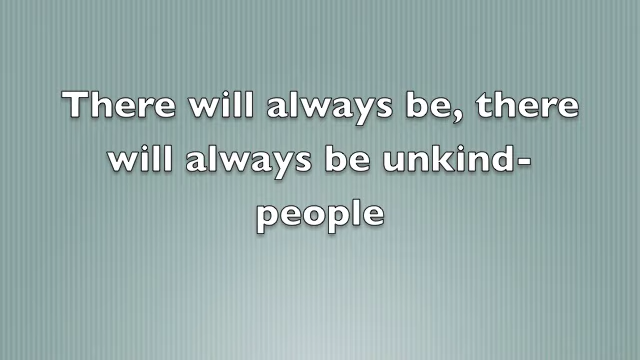 There will always be, there
will always be unkind-
people